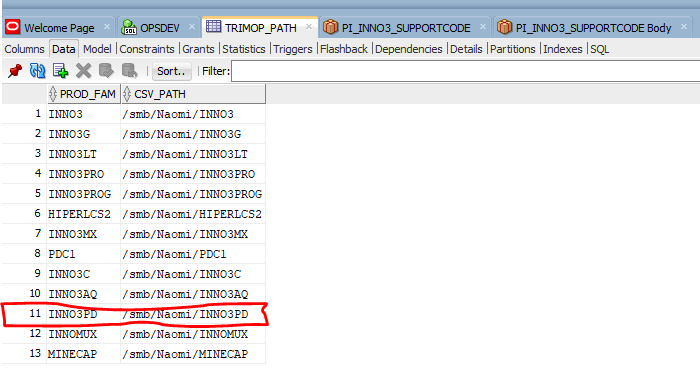 Welcome Page OPSDEV TRIMOP_PATH PI_INNO3_SUPPORTCODE PI_INNO3_SUPPORTCODE Body
Columns Data Model Constraints Grants Statistics Triggers Flashback Dependencies Details Partitions Indexes SQL
Sort.. Filter:
PROD_FAM CSV_PATH
1 INNO3 /smb/Naomi/INNO3
2 INNO3G /smb/Naomi/INNO3G
3 INNO3LT /smb/Naomi/INNO3LT
4 INNO3PRO /smb/Naomi/INNO3PRO
5 INNO3PROG /smb/Naomi/INNO3PROG
6 HIPERLCS2 /smb/Naomi/HIPERLCS2
7 INNO3MX /smb/Naomi/INNO3MX
8 PDC1 /smb/Naomi/PDC1
9 INNO3C /smb/Naomi/INNO3C
10 INNO3AQ /smb/Naomi/INNO3AQ
11 INNO3PD /smb/Naomi/INNO3PD
12 INNOMUX /smb/Naomi/INNOMUX
13 MINECAP /smb/Naomi/MINECAP